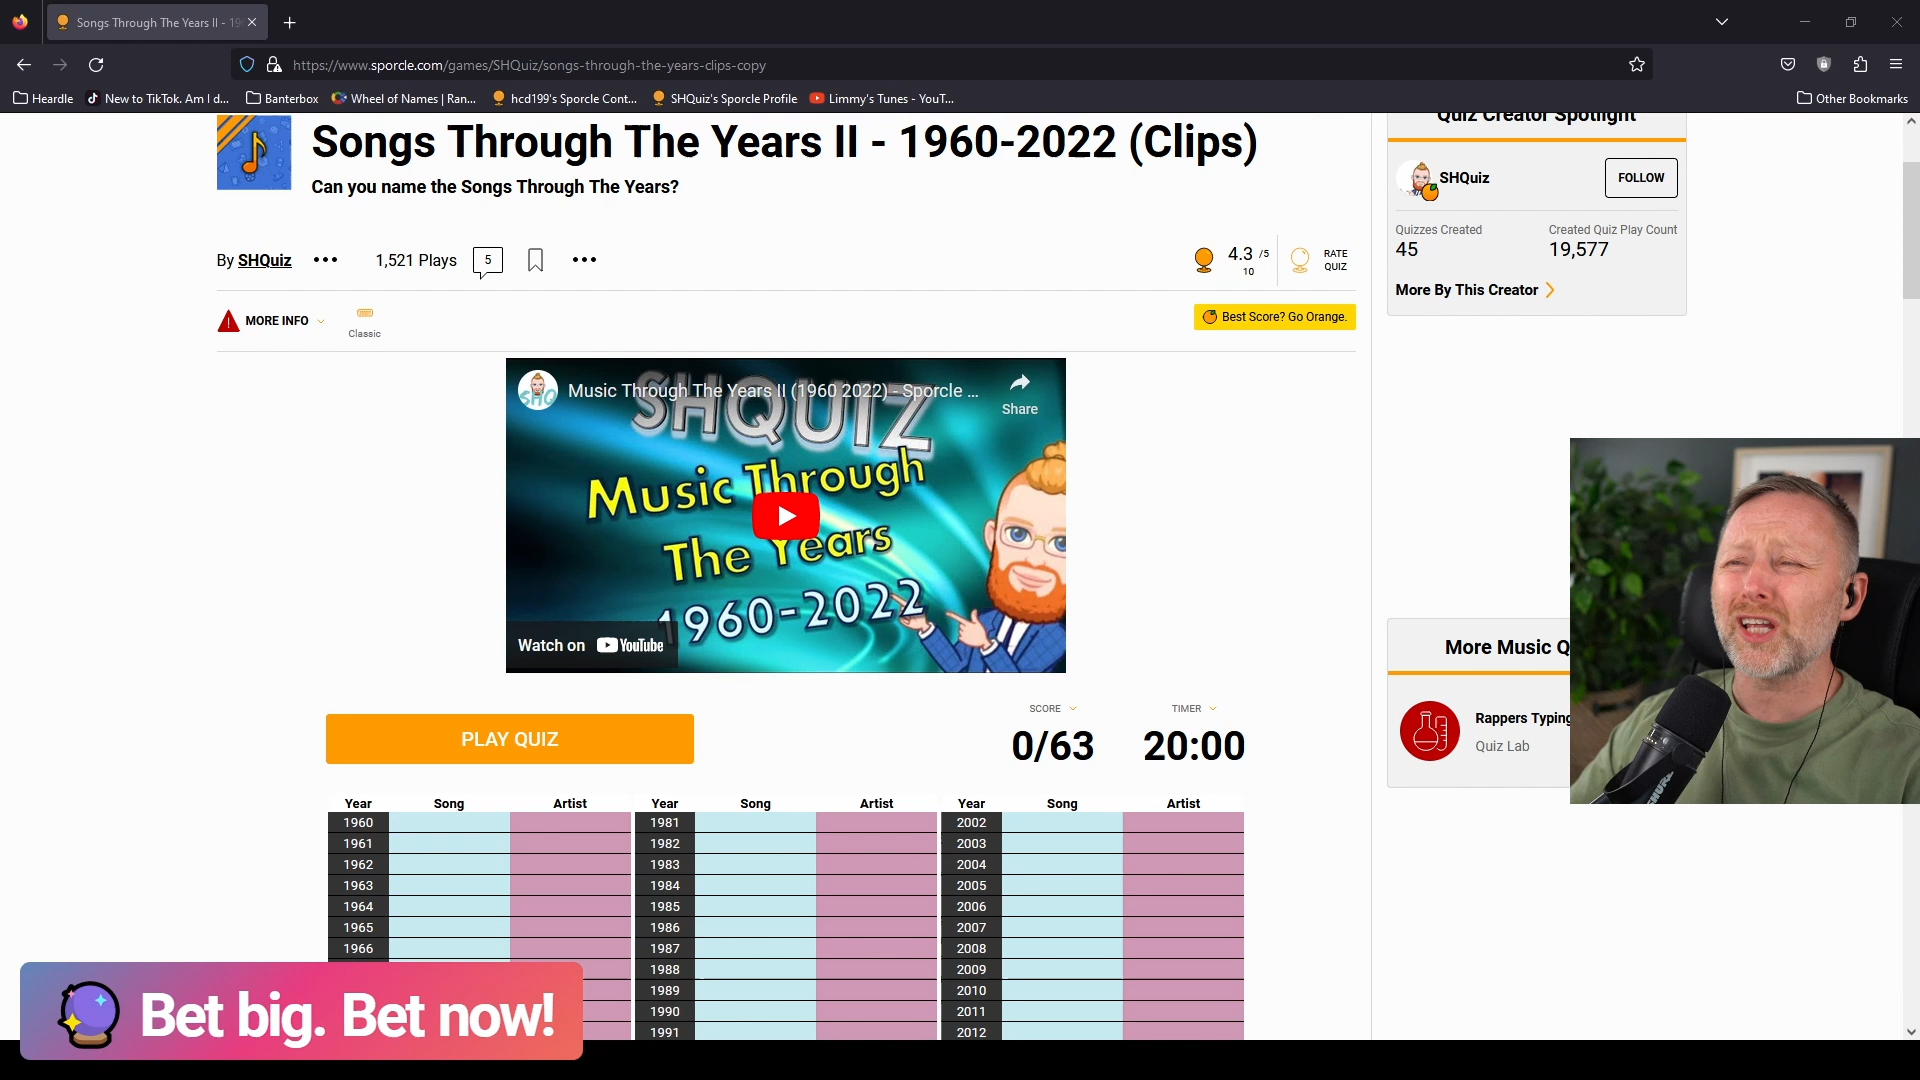 Songs Through The Years II - 19
https://www.sporcle.com/games/SHQuiz/songs-through-the-years-clips-copy
Heardle
New to TikTok. Am I d...
Banterbox
Wheel of Names | Ran...
hcd199's Sporcle Cont...
SHQuiz's Sporcle Profile
Limmy's Tunes - YouT...
Other Bookmarks
Songs Through The Years II - 1960-2022 (Clips)
Can you name the Songs Through The Years?
By SHQuiz
1,521 Plays
5
4.3 /5
10
RATE
QUIZ
MORE INFO
Classic
Best Score? Go Orange.
Quiz Creator Spotlight
SHQuiz
FOLLOW
Quizzes Created
45
Created Quiz Play Count
19,577
More By This Creator
SHQ
Music Through The Years II (1960 2022) - Sporcle ...
Share
SHQUIZ
Music Through
The Years
1960-2022
Watch on YouTube
More Music Q
Rappers Typing
Quiz Lab
PLAY QUIZ
SCORE
0/63
TIMER
20:00
Year Song Artist Year Song Artist Year Song Artist
1960 1981 2002
1961 1982 2003
1962 1983 2004
1963 1984 2005
1964 1985 2006
1965 1986 2007
1966 1987 2008
1988 2009
1989 2010
1990 2011
1991 2012
Bet big. Bet now!
SHURE